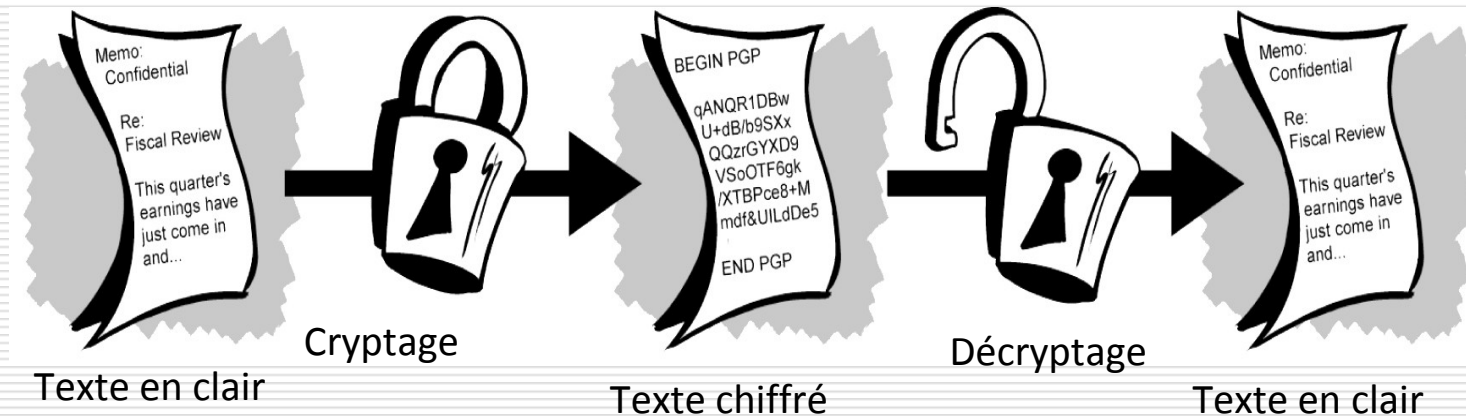 Memo:
Confidential
Re:
Fiscal Review
This quarter's
earnings have
just come in
and...
BEGIN PGP
qANQR1DBw
U+dB/b9SXx
QQzrGYXD9
VSoOTF6gk
/XTBPce8+M
mdf&UILdDe5
END PGP
Memo:
Confidential
Re:
Fiscal Review
This quarter's
earnings have
just come in
and...
Cryptage
Décryptage
Texte en clair
Texte chiffré
Texte en clair